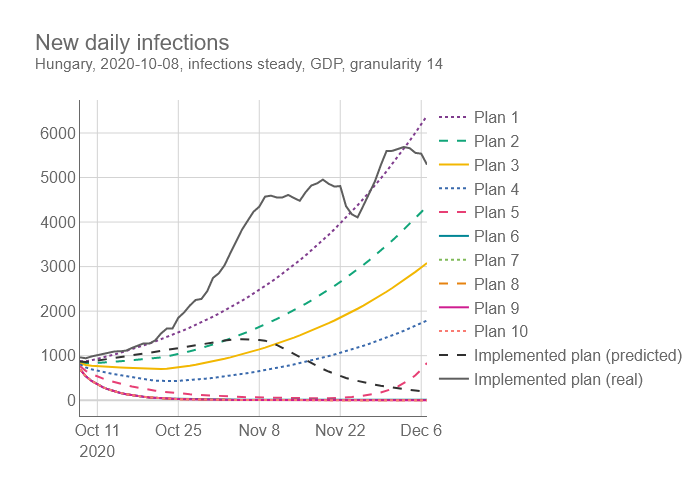 New daily infections
Hungary, 2020-10-08, infections steady, GDP, granularity 14
6000
5000
4000
3000
2000
1000
0
Oct 11
2020
Oct 25
Nov 8
Nov 22
Dec 6
Plan 1
Plan 2
Plan 3
Plan 4
Plan 5
Plan 6
Plan 7
Plan 8
Plan 9
Plan 10
Implemented plan (predicted)
Implemented plan (real)